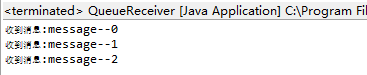 <terminated> QueueReceiver [Java Application] C:\Program Fil
收到消息:message--0
收到消息:message--1
收到消息:message--2